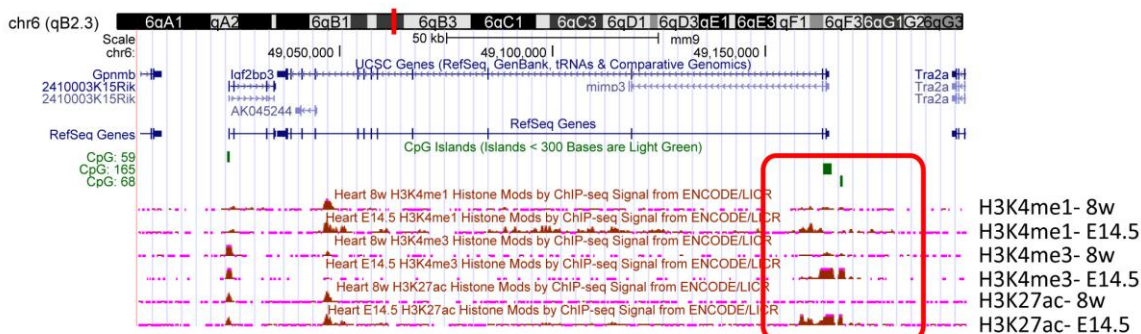 chr6 (qB2.3) 6qA1 qA2 6qB1 6qB3 6qC1 6qC3 6qD1 6qD3 qE1 6qE3 qF1 6qF3 6qG1 G2 6qG3
Scale 50 kb mm9
chr6: 49,050,000 49,100,000 49,150,000
UCSC Genes (RefSeq, GenBank, tRNAs & Comparative Genomics)
Gpnmb Igf2bp3 Tra2a
2410003K15Rik mimp3 Tra2a
2410003K15Rik Tra2a
AK045244
RefSeq Genes
RefSeq Genes
CpG Islands (Islands < 300 Bases are Light Green)
CpG: 59
CpG: 165
CpG: 68
Heart 8w H3K4me1 Histone Mods by ChIP-seq Signal from ENCODE/LICR
H3K4me1- 8w
Heart E14.5 H3K4me1 Histone Mods by ChIP-seq Signal from ENCODE/LICR
H3K4me1- E14.5
Heart 8w H3K4me3 Histone Mods by ChIP-seq Signal from ENCODE/LICR
H3K4me3- 8w
Heart E14.5 H3K4me3 Histone Mods by ChIP-seq Signal from ENCODE/LICR
H3K4me3- E14.5
Heart 8w H3K27ac Histone Mods by ChIP-seq Signal from ENCODE/LICR
H3K27ac- 8w
Heart E14.5 H3K27ac Histone Mods by ChIP-seq Signal from ENCODE/LICR
H3K27ac- E14.5